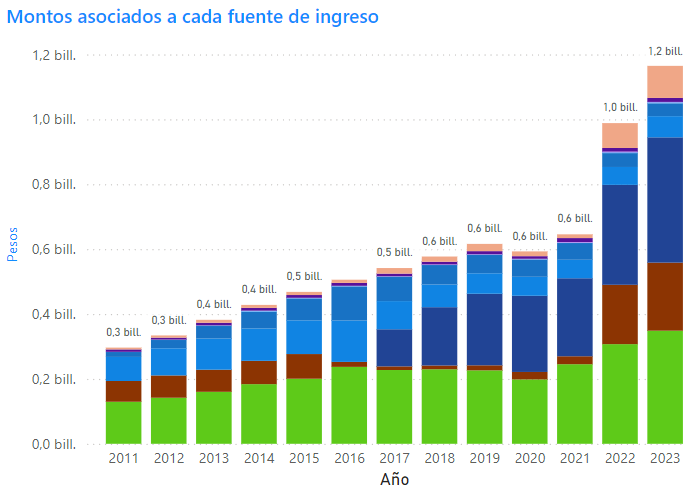 Montos asociados a cada fuente de ingreso
1,2 bill.
1,0 bill.
0,8 bill.
0,6 bill.
0,4 bill.
0,2 bill.
0,0 bill.
Pesos
0,3 bill.
0,3 bill.
0,4 bill.
0,4 bill.
0,5 bill.
0,5 bill.
0,6 bill.
0,6 bill.
0,6 bill.
0,6 bill.
1,0 bill.
1,2 bill.
2011 2012 2013 2014 2015 2016 2017 2018 2019 2020 2021 2022 2023
Año